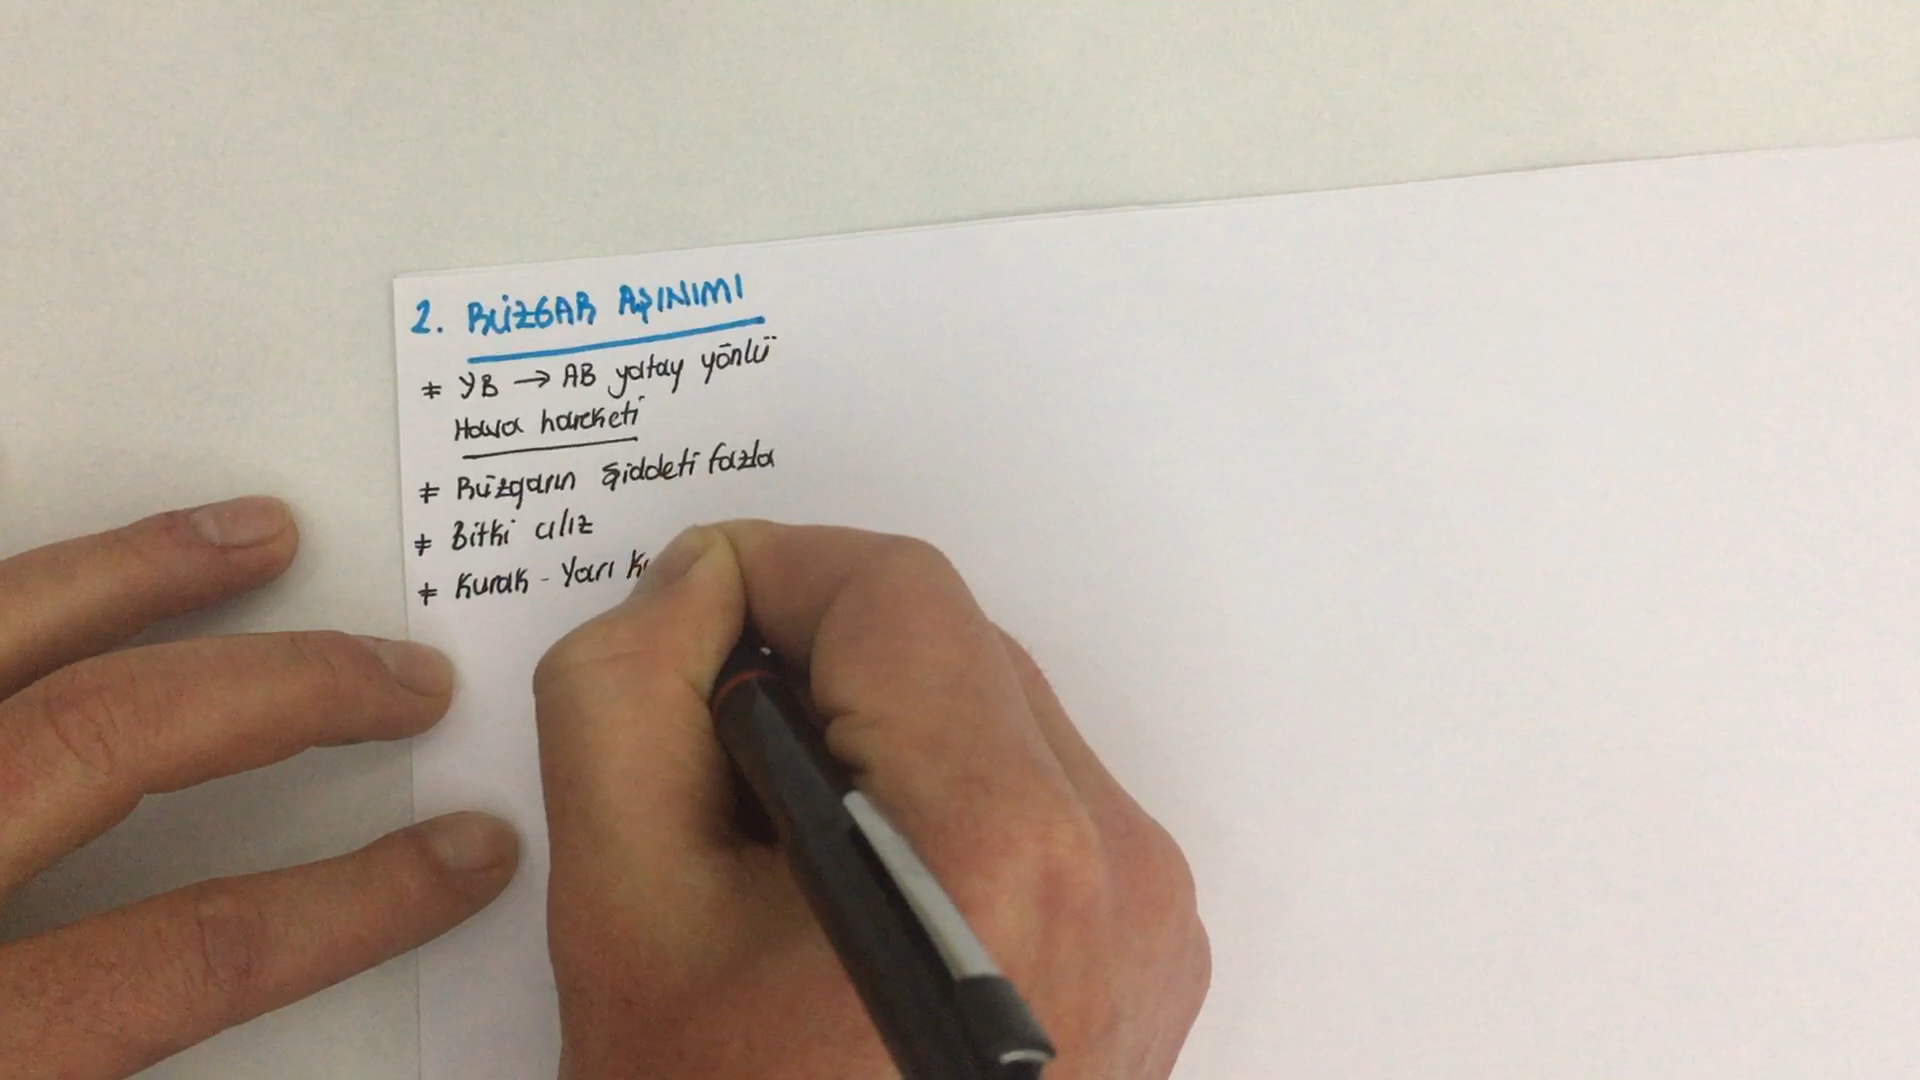 2. RÜZGAR AŞINIMI
* YB → AB yatay yönlü
Hava hareketi
* Rüzgarın şiddeti fazla
* Bitki cılız
* Kurak - Yarı